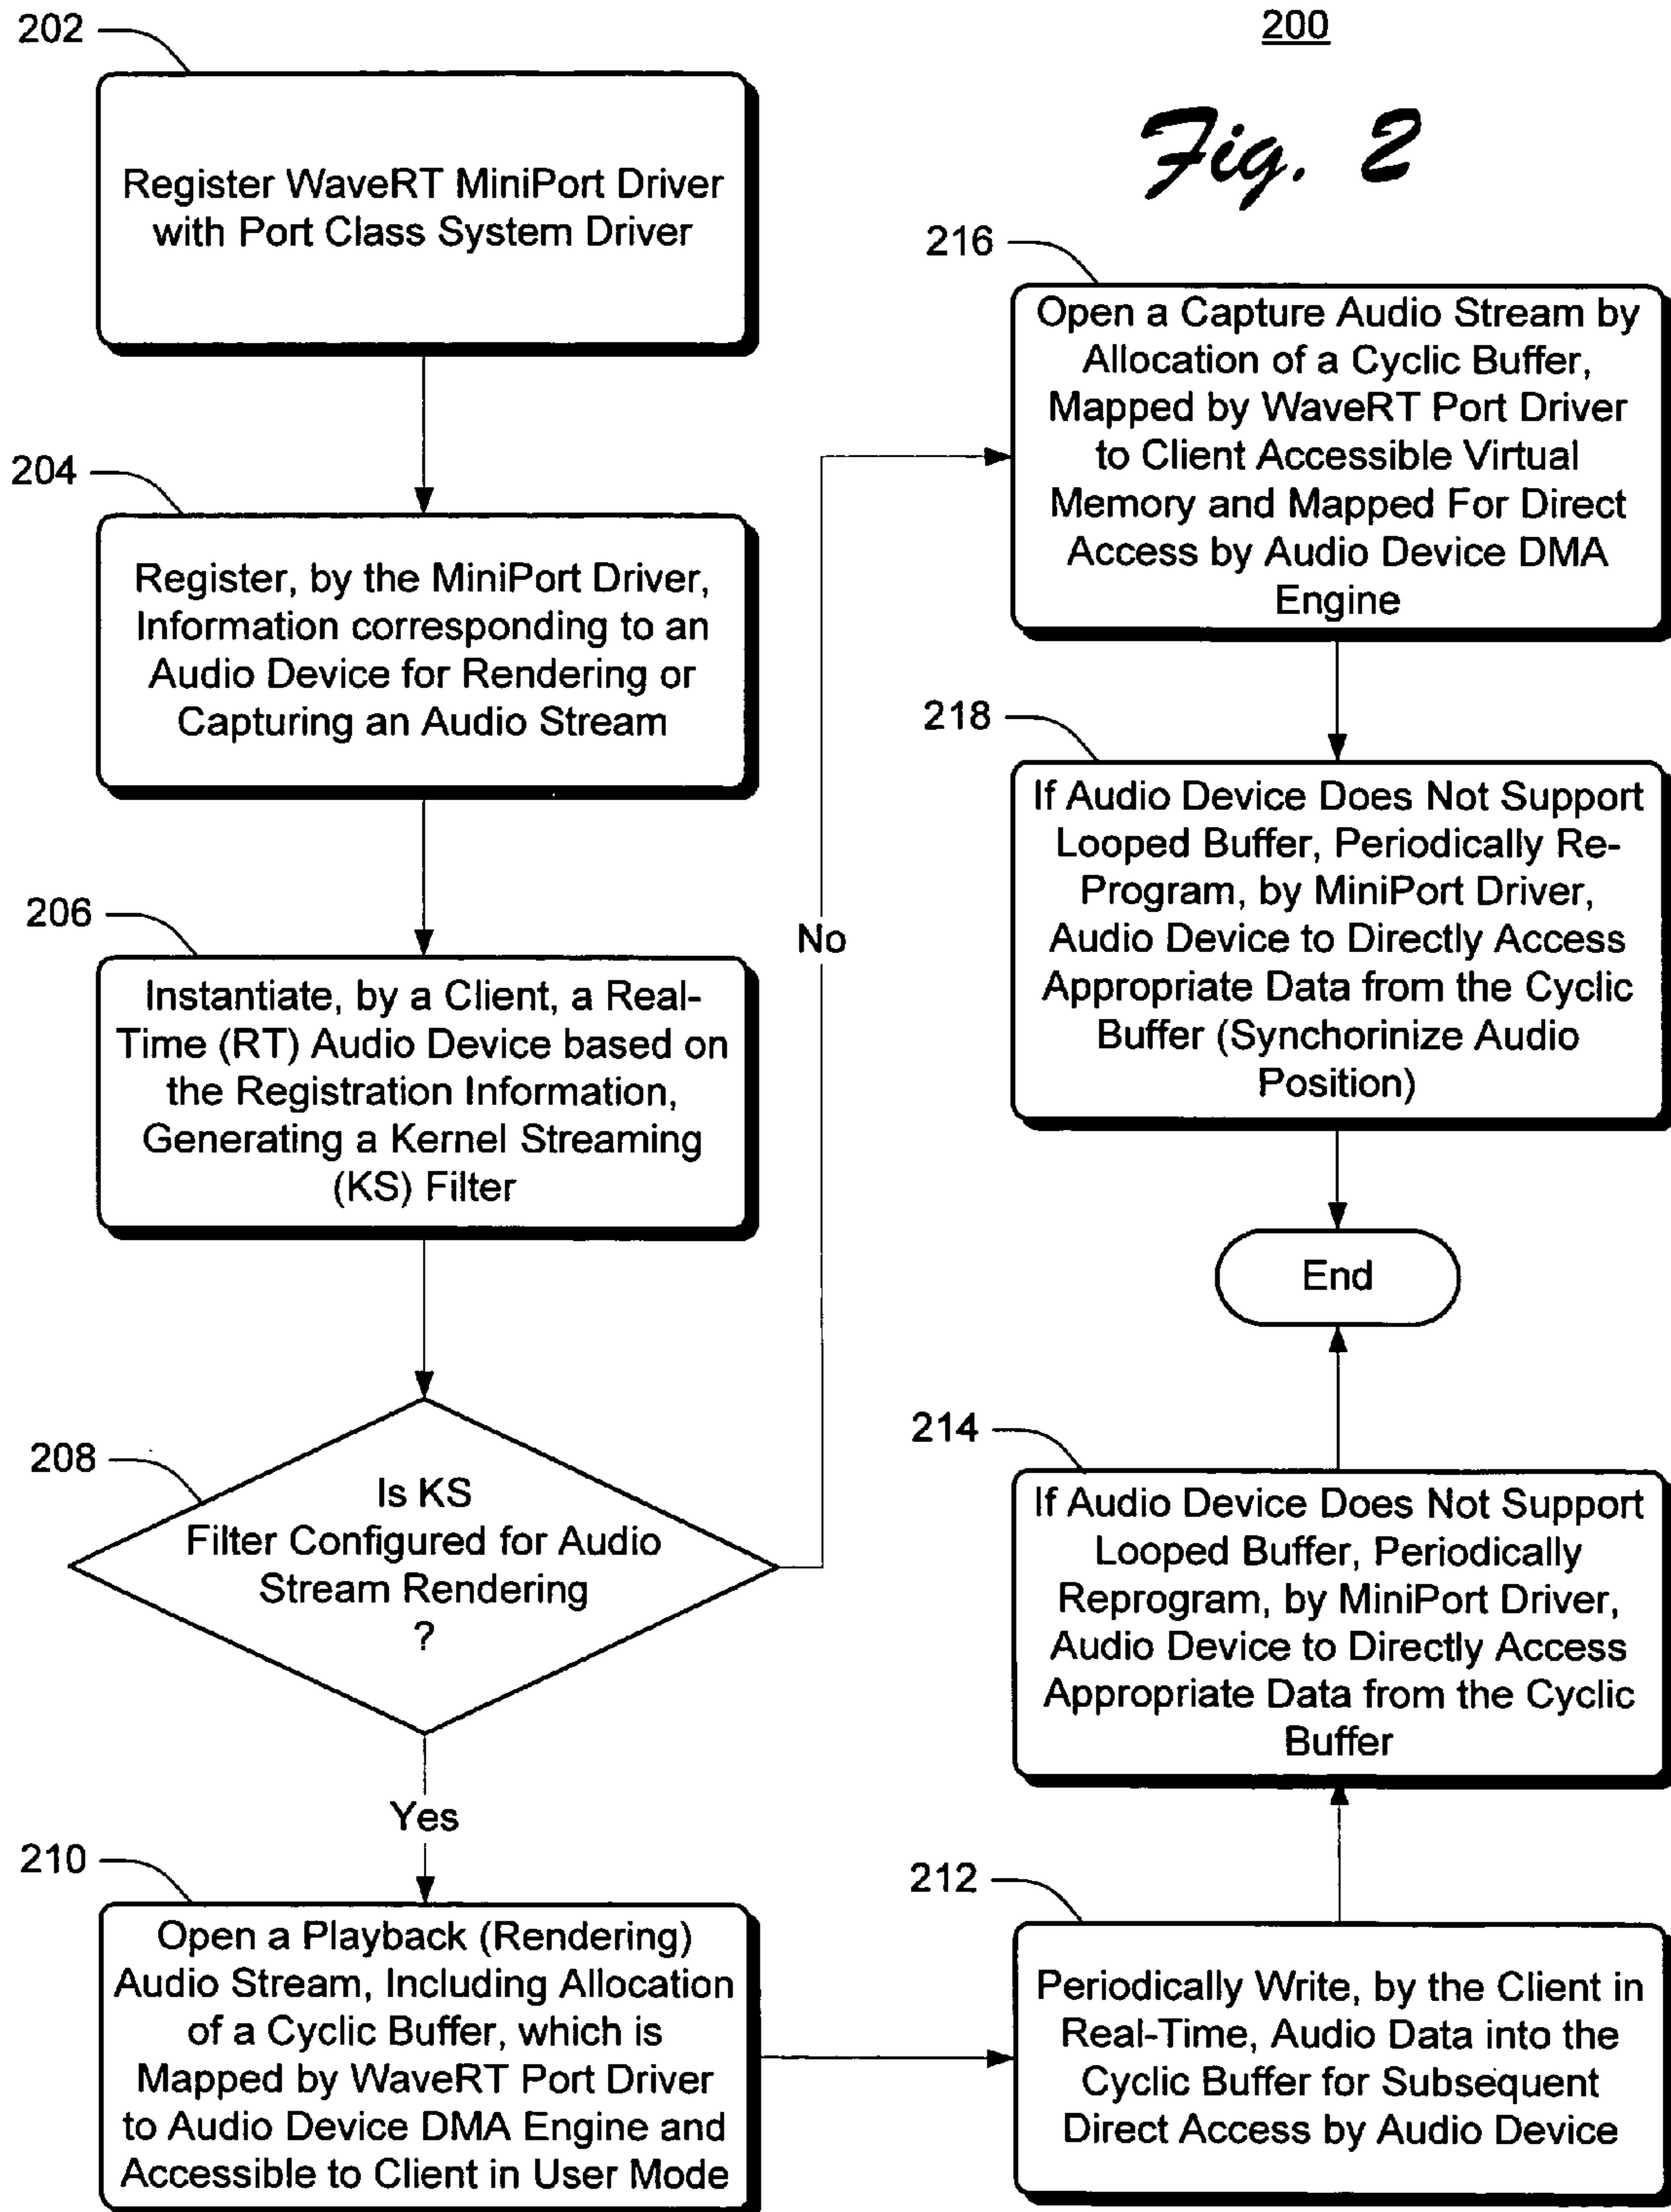 200
Fig. 2
202
Register WaveRT MiniPort Driver
with Port Class System Driver
204
Register, by the MiniPort Driver,
Information corresponding to an
Audio Device for Rendering or
Capturing an Audio Stream
206
Instantiate, by a Client, a Real-
Time (RT) Audio Device based on
the Registration Information,
Generating a Kernel Streaming
(KS) Filter
208
Is KS
Filter Configured for Audio
Stream Rendering
?
No
Yes
210
Open a Playback (Rendering)
Audio Stream, Including Allocation
of a Cyclic Buffer, which is
Mapped by WaveRT Port Driver
to Audio Device DMA Engine and
Accessible to Client in User Mode
212
Periodically Write, by the Client in
Real-Time, Audio Data into the
Cyclic Buffer for Subsequent
Direct Access by Audio Device
214
If Audio Device Does Not Support
Looped Buffer, Periodically
Reprogram, by MiniPort Driver,
Audio Device to Directly Access
Appropriate Data from the Cyclic
Buffer
216
Open a Capture Audio Stream by
Allocation of a Cyclic Buffer,
Mapped by WaveRT Port Driver
to Client Accessible Virtual
Memory and Mapped For Direct
Access by Audio Device DMA
Engine
218
If Audio Device Does Not Support
Looped Buffer, Periodically Re-
Program, by MiniPort Driver,
Audio Device to Directly Access
Appropriate Data from the Cyclic
Buffer (Synchorinize Audio
Position)
End